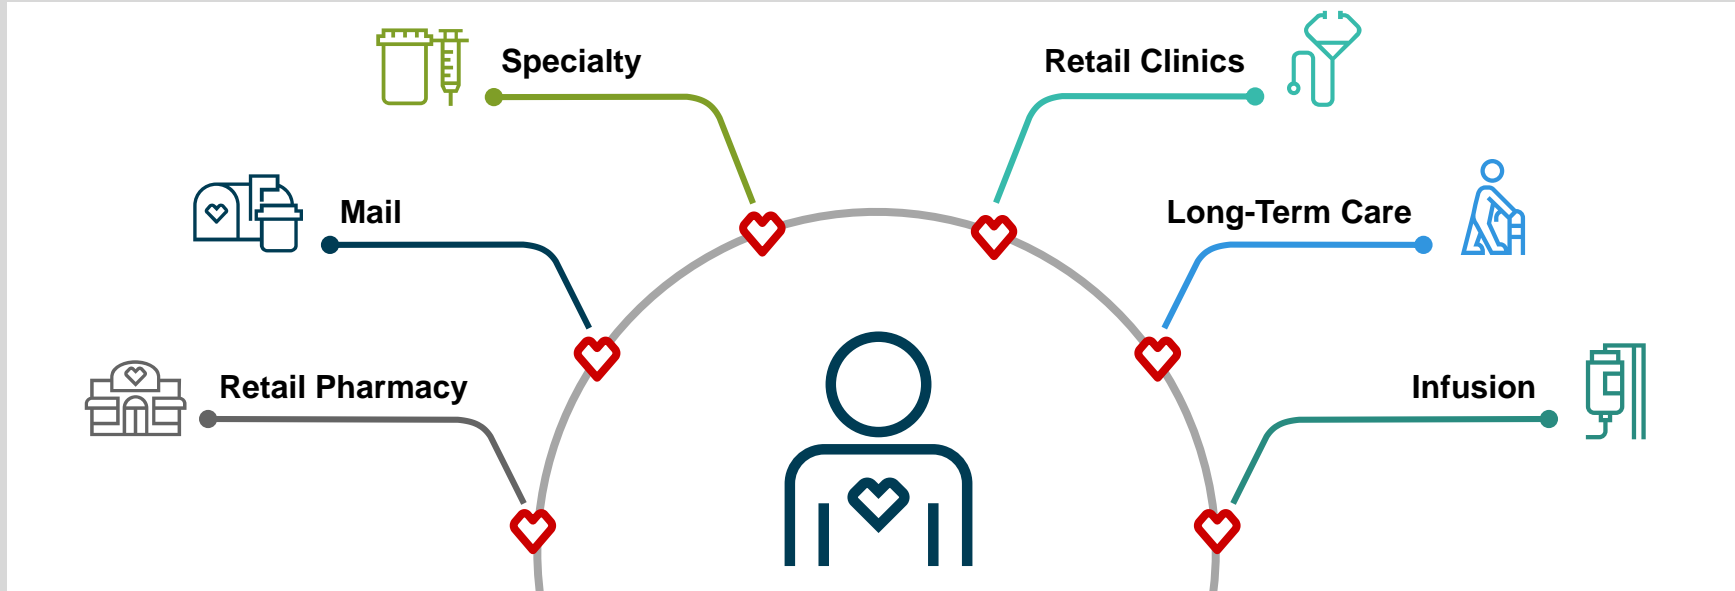 Specialty
Retail Clinics
Mail
Long-Term Care
Retail Pharmacy
Infusion